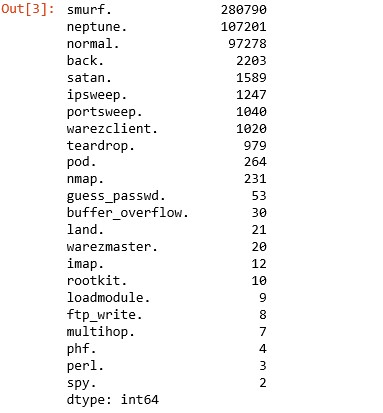 Out[3]: smurf. 280790
neptune. 107201
normal. 97278
back. 2203
satan. 1589
ipsweep. 1247
portsweep. 1040
warezclient. 1020
teardrop. 979
pod. 264
nmap. 231
guess_passwd. 53
buffer_overflow. 30
land. 21
warezmaster. 20
imap. 12
rootkit. 10
loadmodule. 9
ftp_write. 8
multihop. 7
phf. 4
perl. 3
spy. 2
dtype: int64